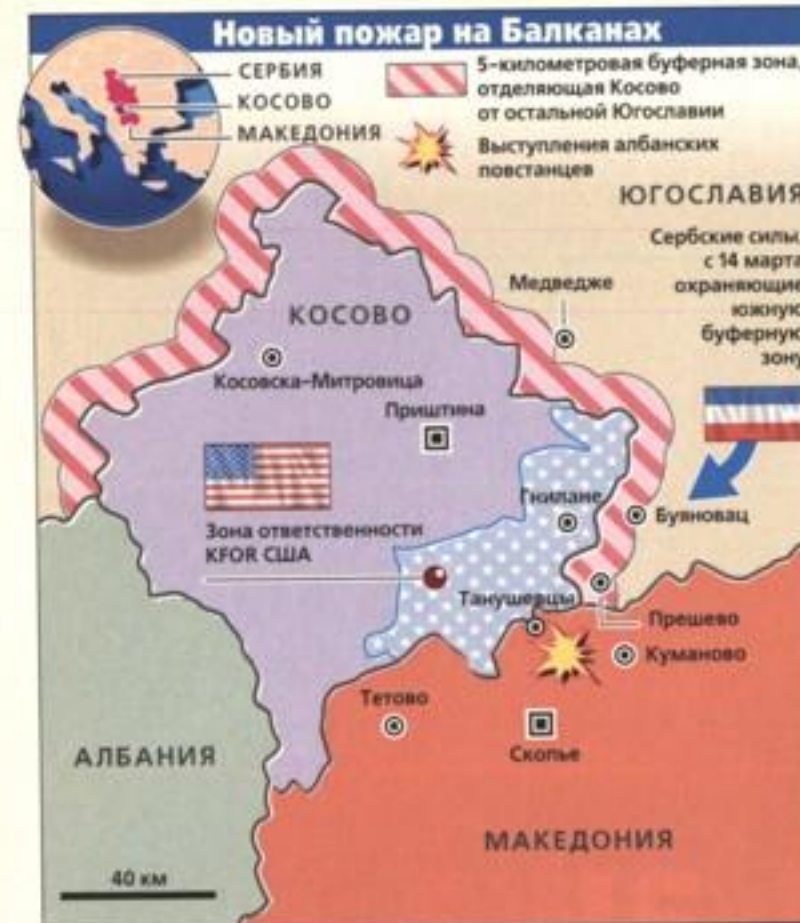 Новый пожар на Балканах
СЕРБИЯ
КОСОВО
МАКЕДОНИЯ
5-километровая буферная зона,
отделяющая Косово
от остальной Югославии
Выступления албанских
повстанцев
ЮГОСЛАВИЯ
Сербские силы,
с 14 марта
охраняющие
южную
буферную
зону
Медведже
КОСОВО
Косовска-Митровица
Приштина
Гнилане
Зона ответственности
KFOR США
Буяновац
Танушевцы
Прешево
Куманово
Тетово
Скопье
АЛБАНИЯ
МАКЕДОНИЯ
40 км